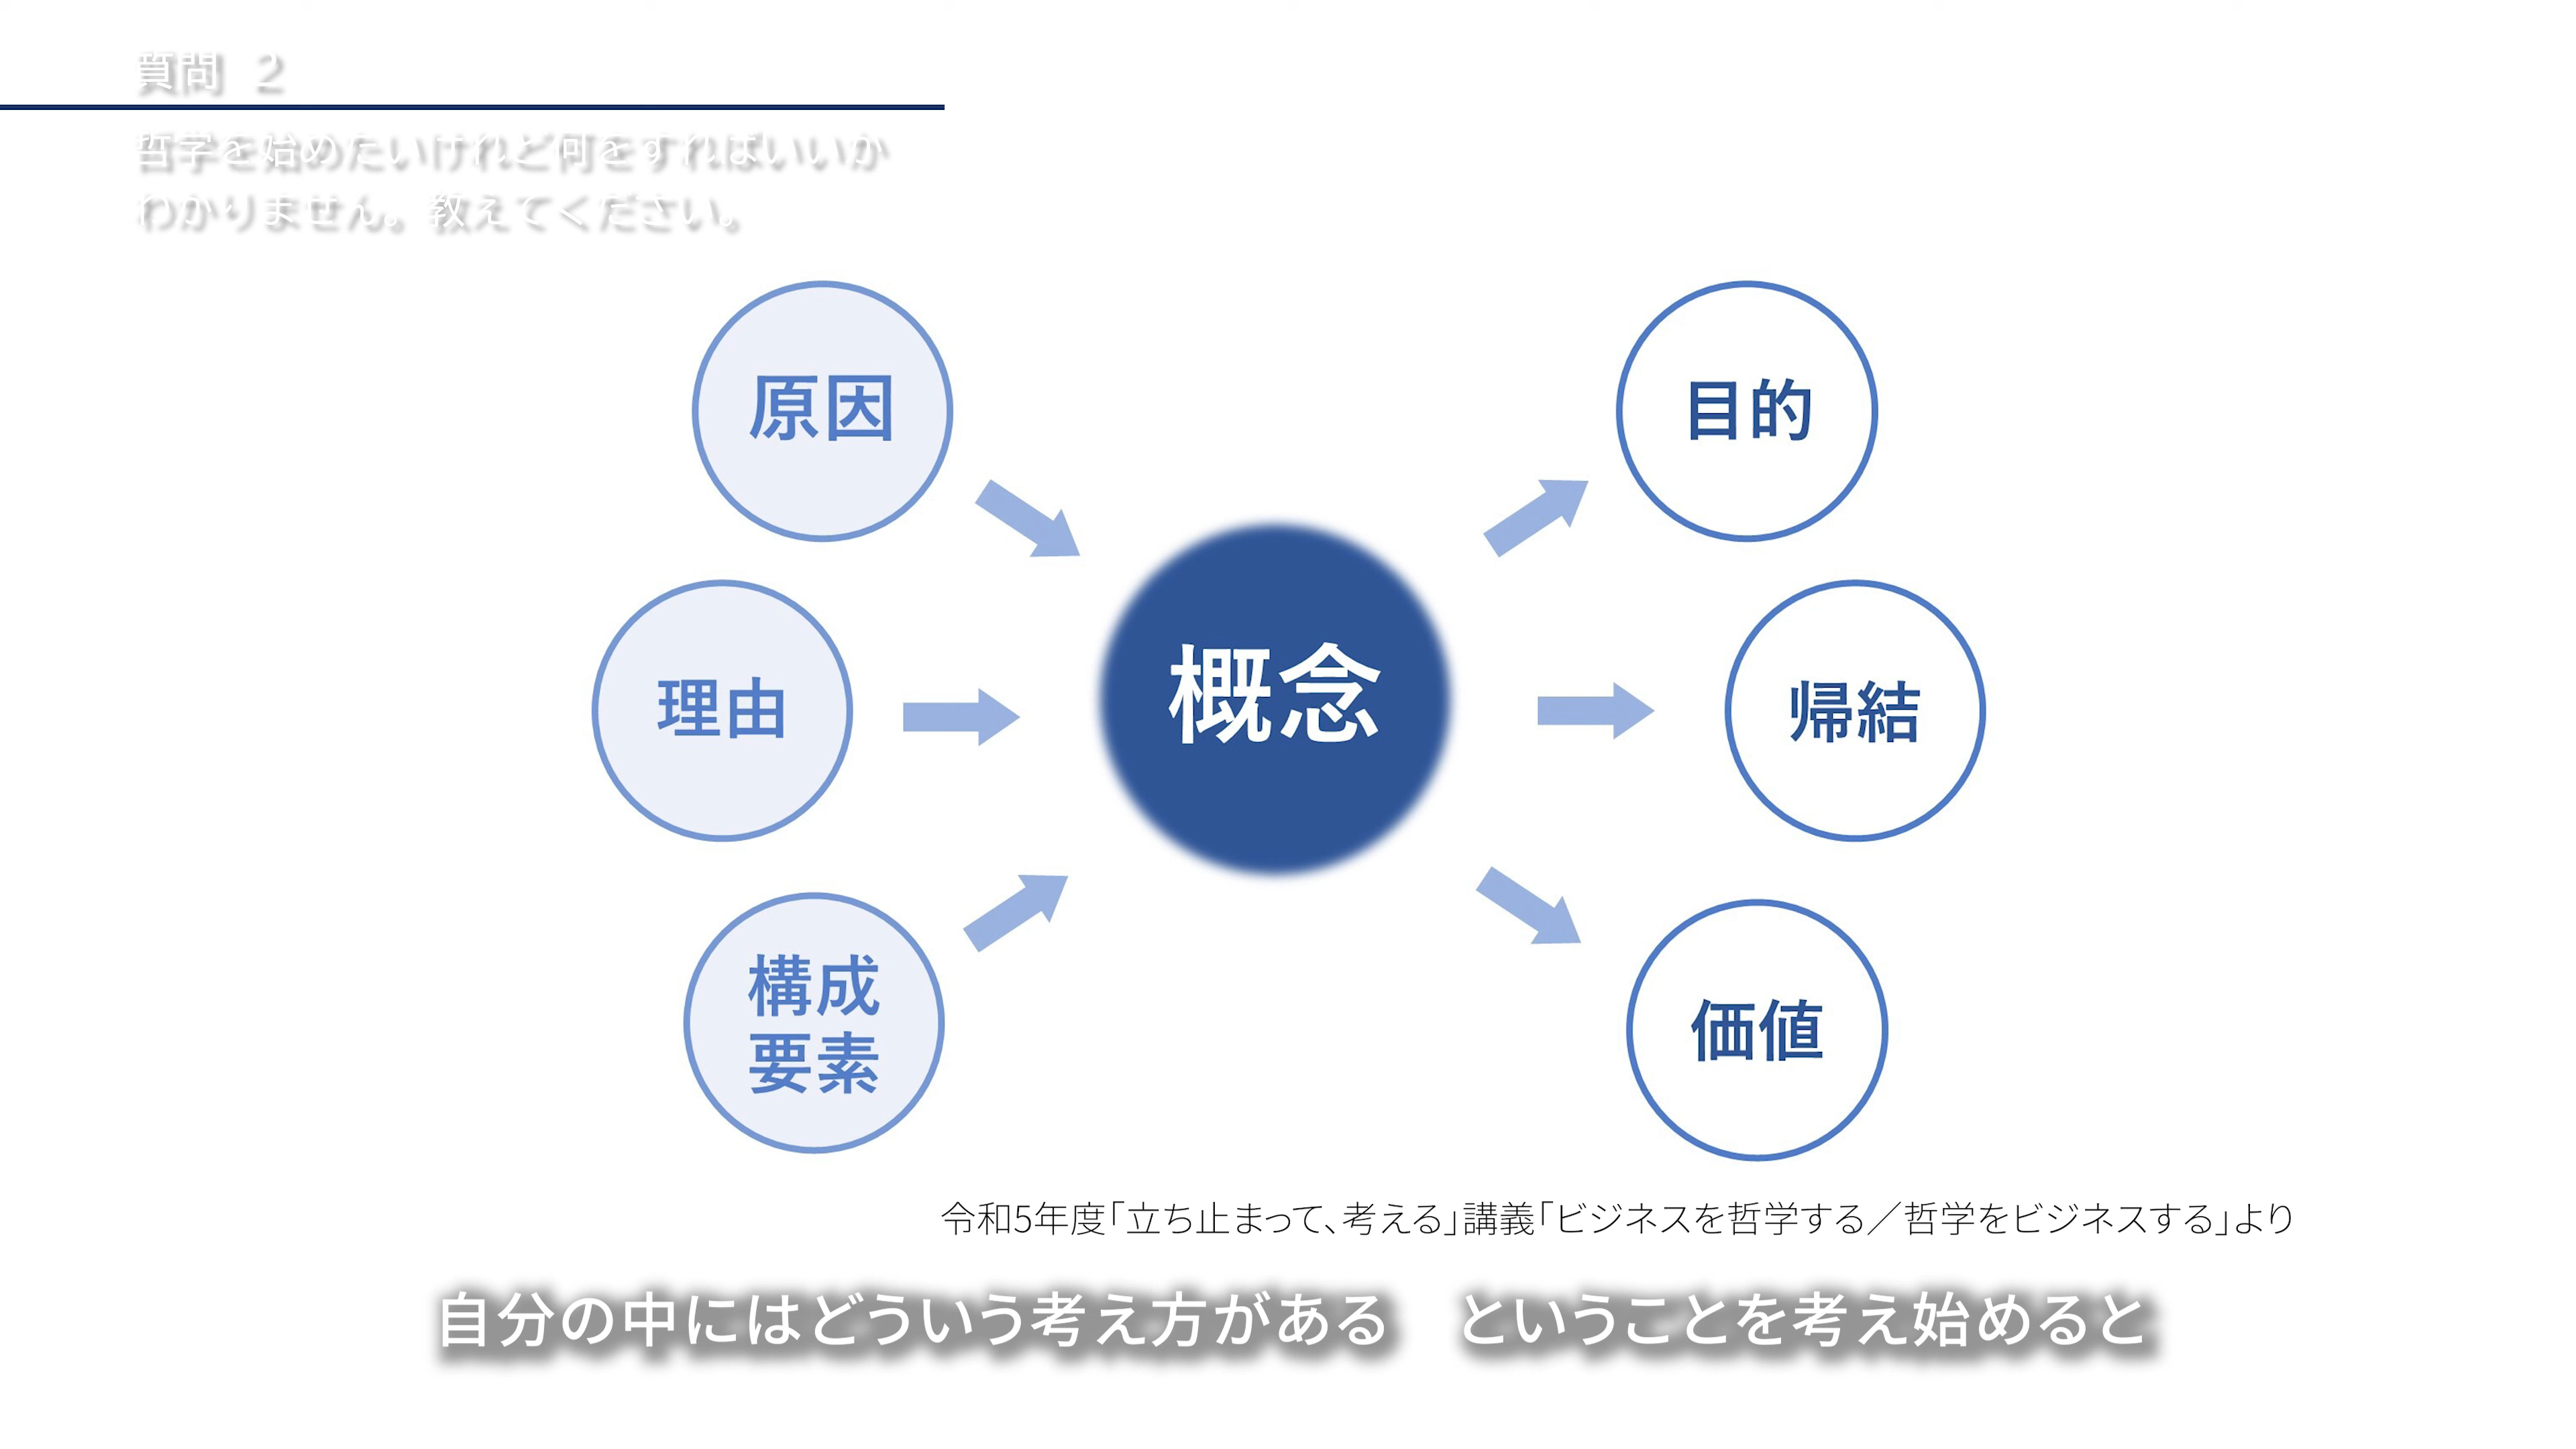 質問　2
哲学を始めたいけれど何をすればいいか
わかりません。教えてください。
原因
目的
理由
概念
帰結
構成
要素
価値
令和5年度「立ち止まって、考える」講義「ビジネスを哲学する／哲学をビジネスする」より
自分の中にはどういう考え方がある　ということを考え始めると